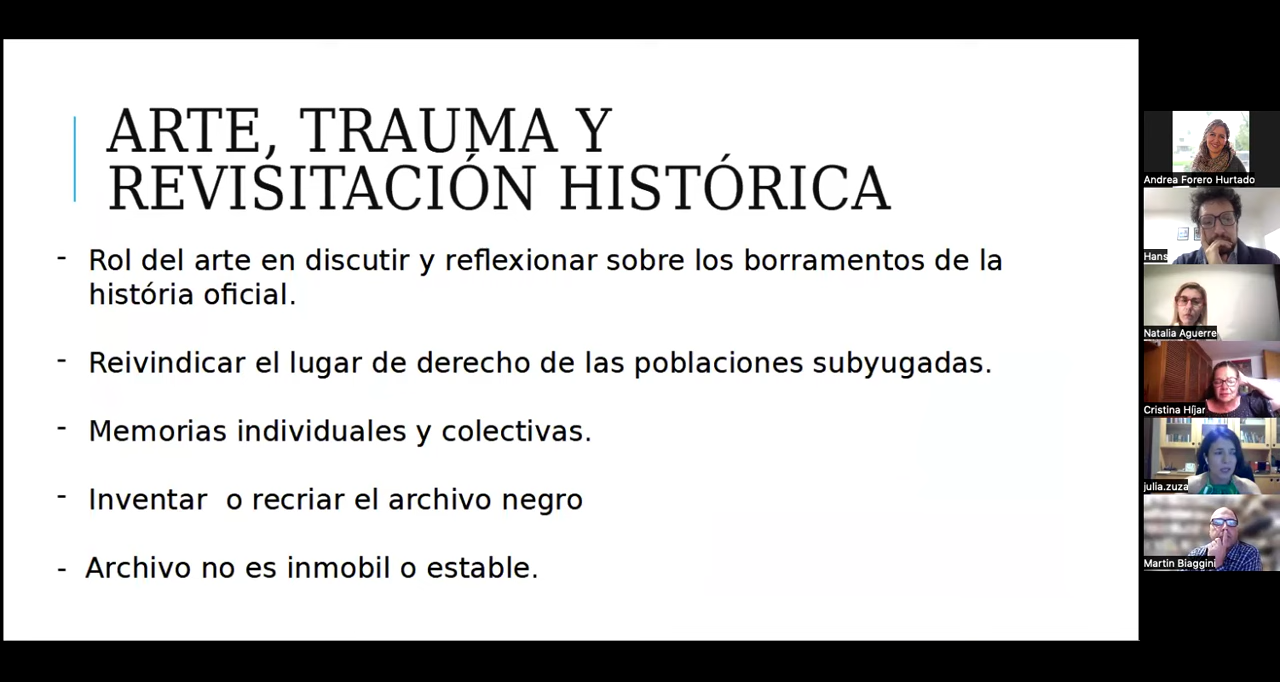 ARTE, TRAUMA Y
REVISITACIÓN HISTÓRICA
- Rol del arte en discutir y reflexionar sobre los borramentos de la
história oficial.
- Reivindicar el lugar de derecho de las poblaciones subyugadas.
- Memorias individuales y colectivas.
- Inventar  o recriar el archivo negro
- Archivo no es inmobil o estable.
Andrea Forero Hurtado
Hans
Natalia Aguerre
Cristina Híjar
julia.zuza
Martin Biaggini